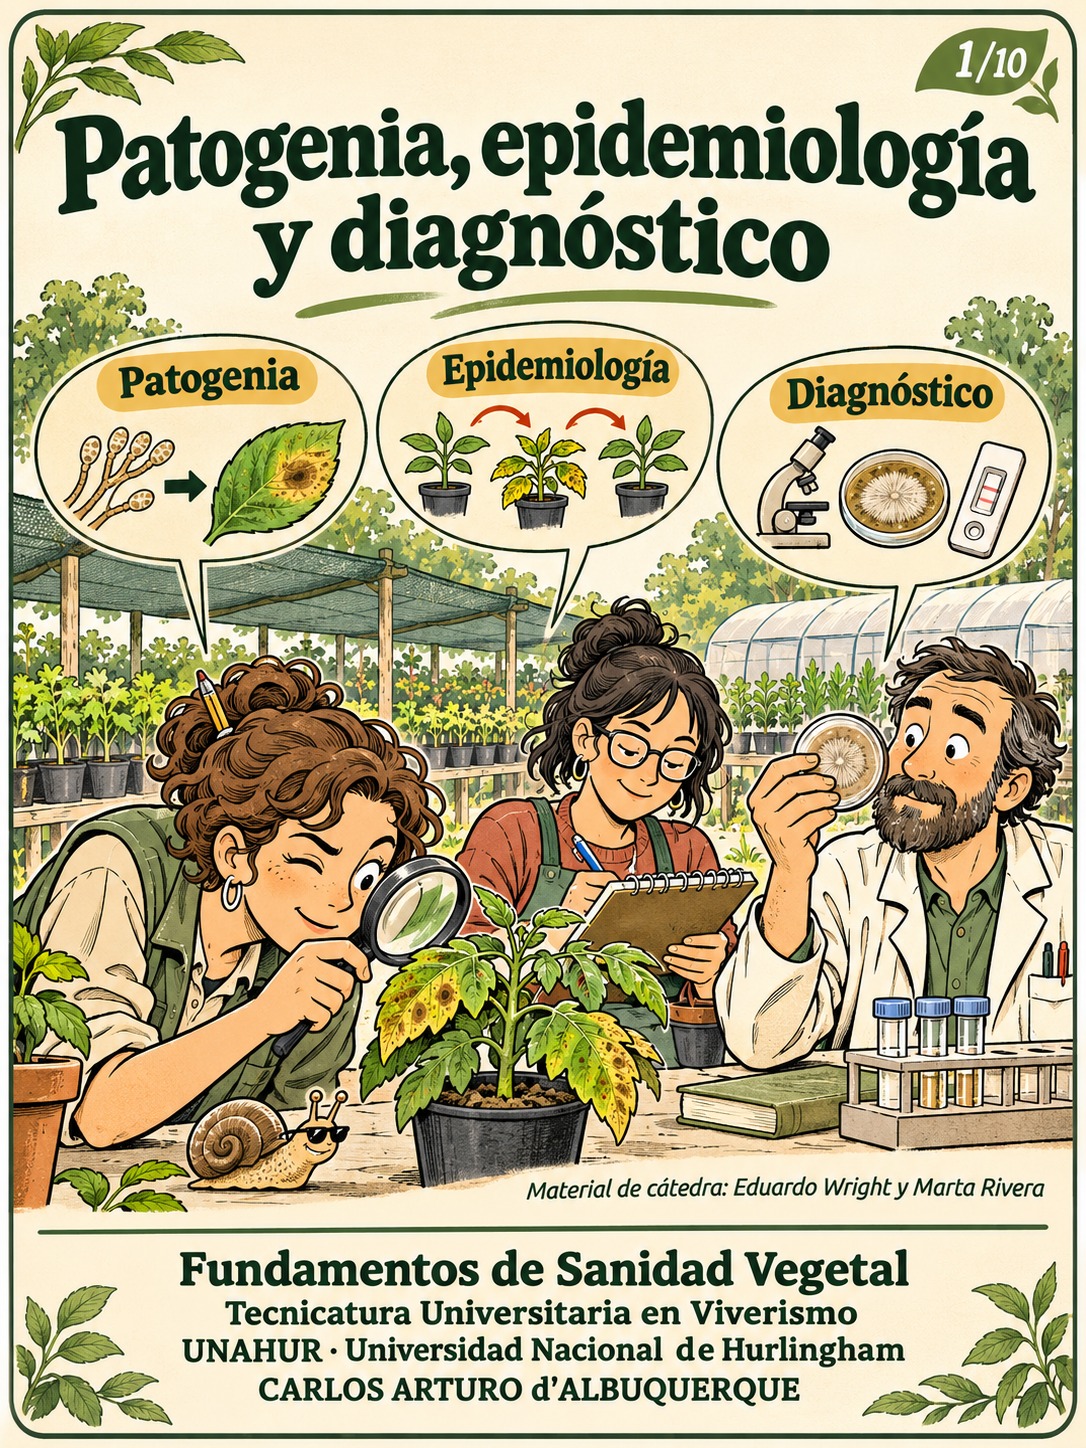 1/10
Patogenia, epidemiología
y diagnóstico
Patogenia
Epidemiología
Diagnóstico
Material de cátedra: Eduardo Wright y Marta Rivera
Fundamentos de Sanidad Vegetal
Tecnicatura Universitaria en Viverismo
UNAHUR · Universidad Nacional de Hurlingham
CARLOS ARTURO d'ALBUQUERQUE